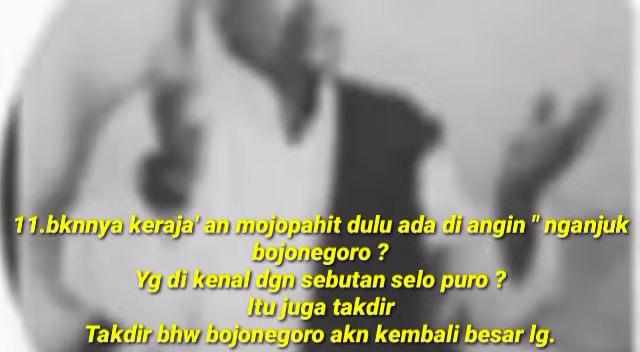 11.bknnya keraja' an mojopahit dulu ada di angin " nganjuk
bojonegoro ?
Yg di kenal dgn sebutan selo puro ?
Itu juga takdir
Takdir bhw bojonegoro akn kembali besar lg.